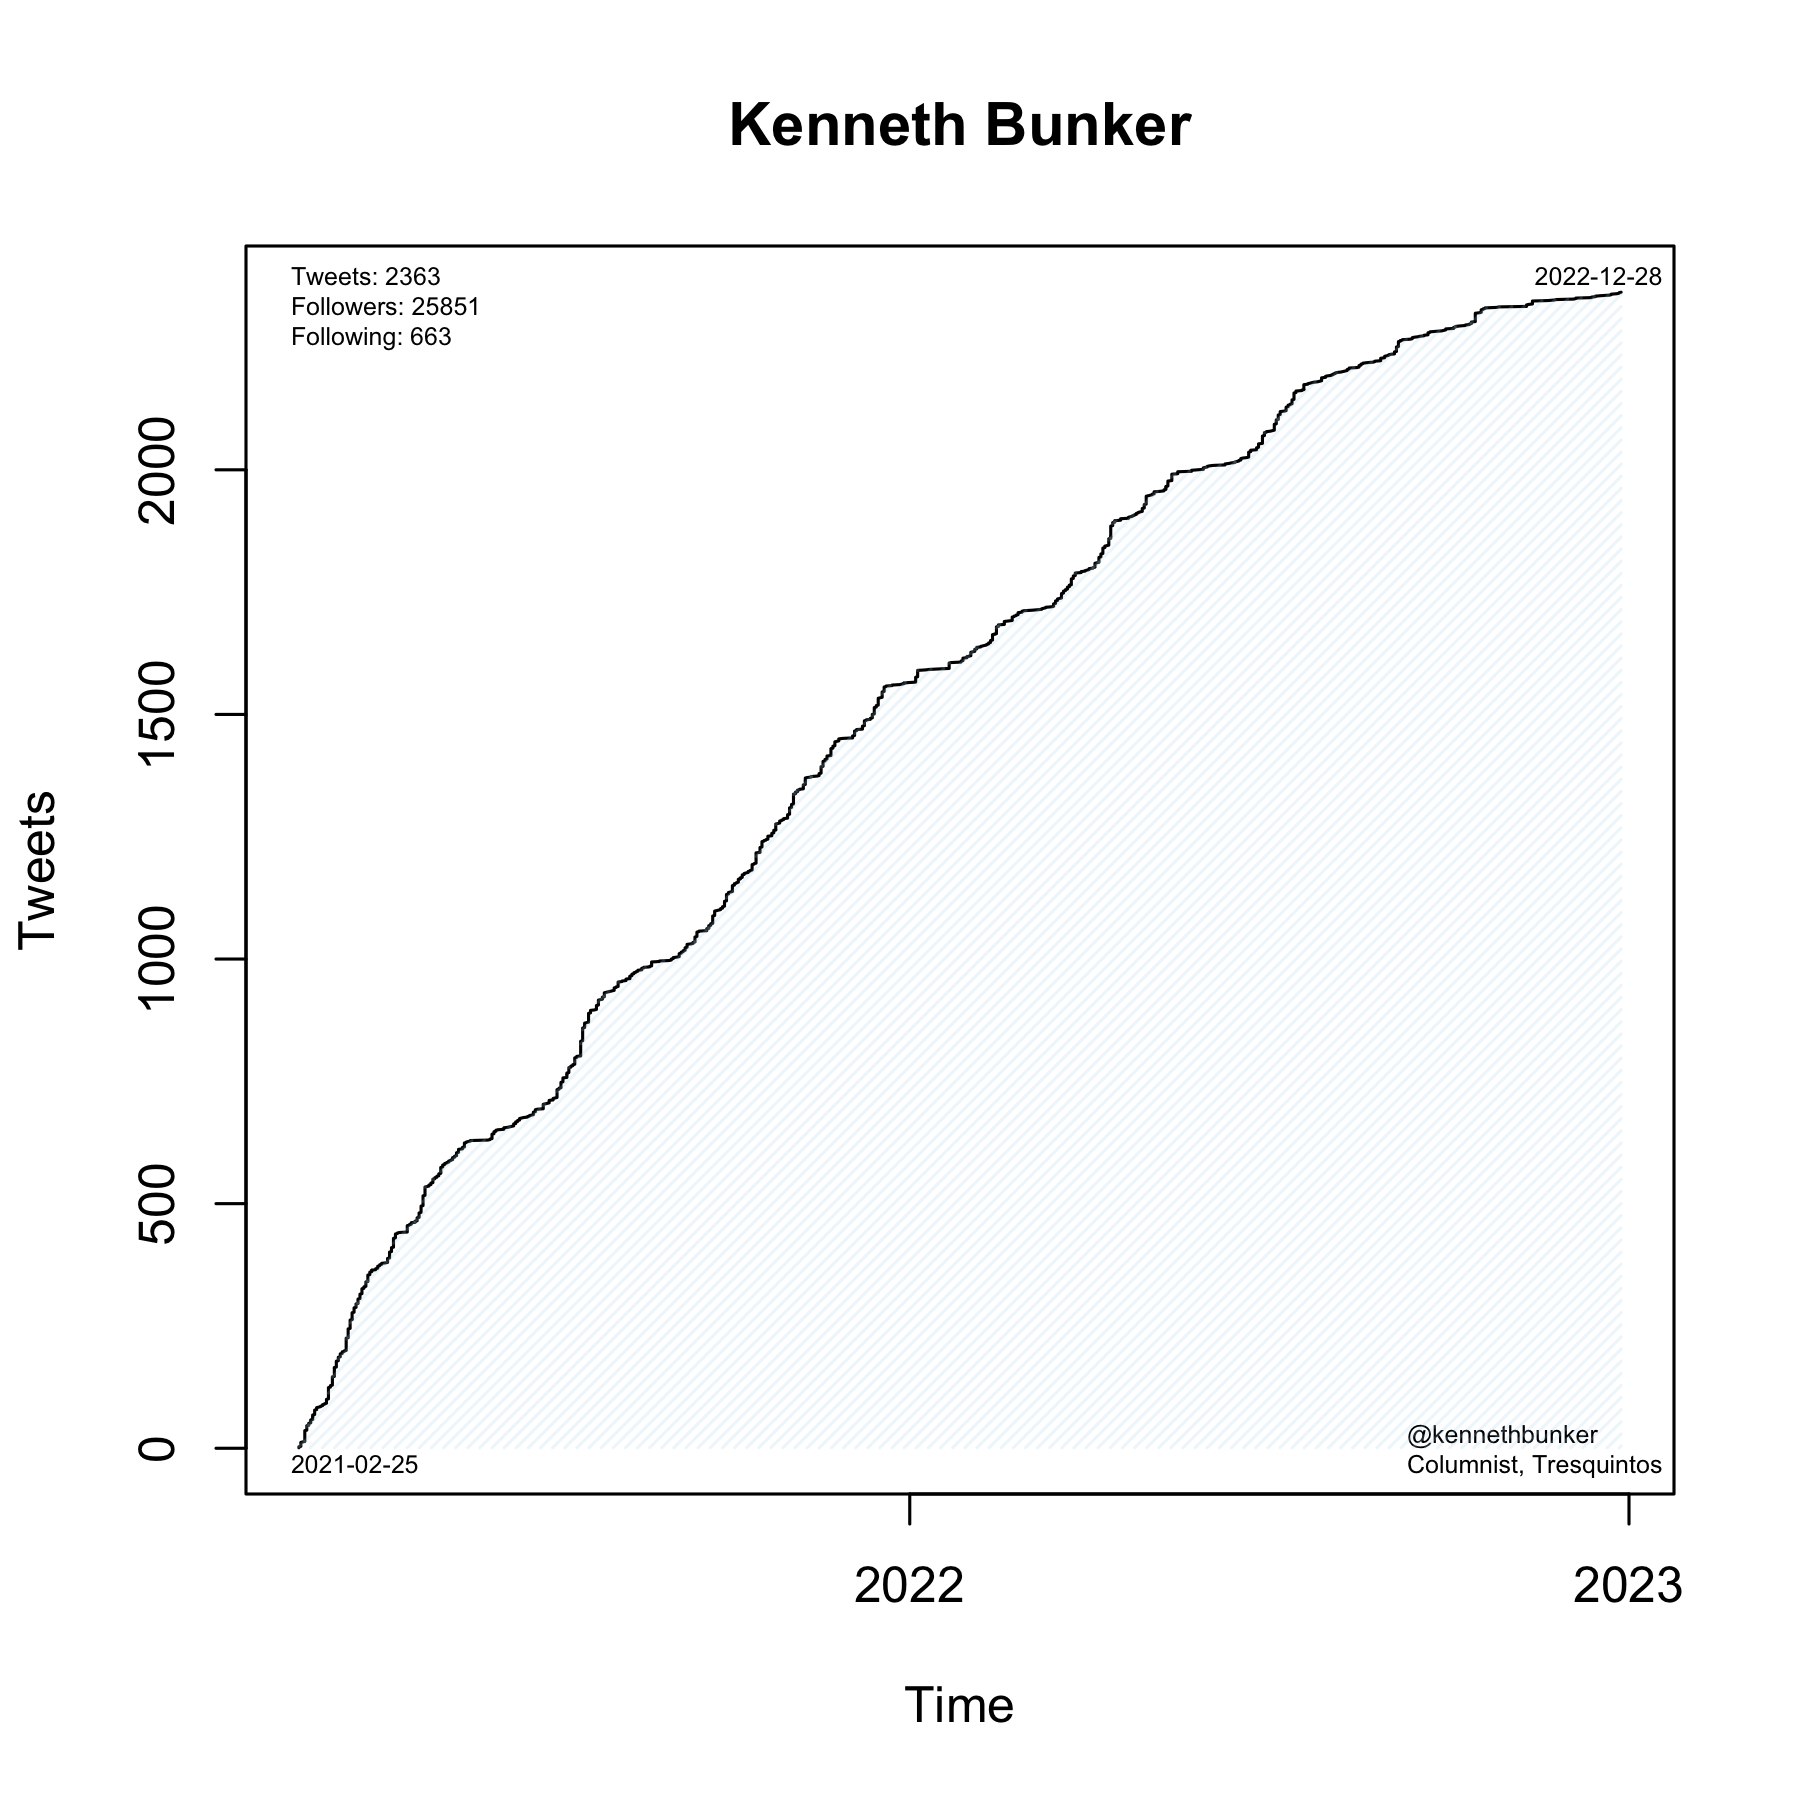 Kenneth Bunker
Tweets: 2363
Followers: 25851
Following: 663
2022-12-28
2000
1500
1000
500
0
Tweets
2021-02-25
@kennethbunker
Columnist, Tresquintos
2022
2023
Time